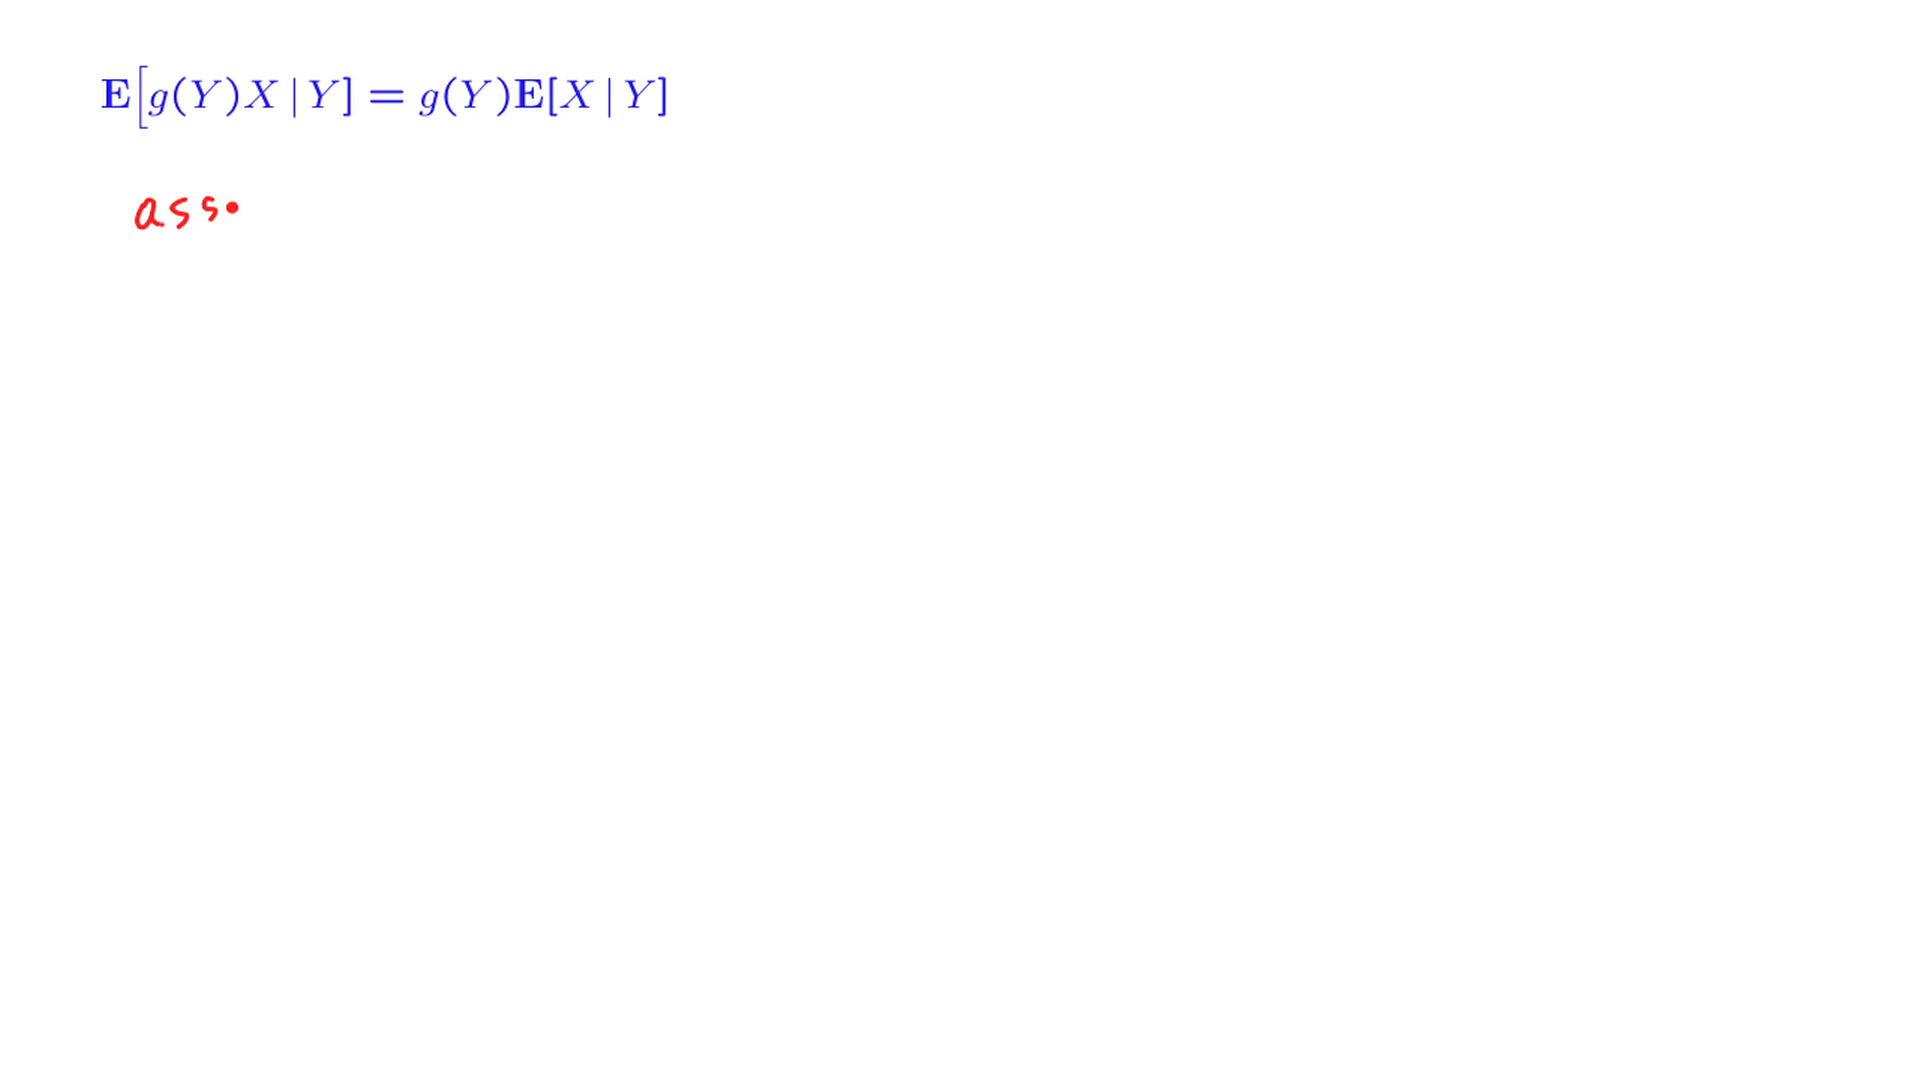 E[g(Y)X | Y] = g(Y)E[X | Y]
ass